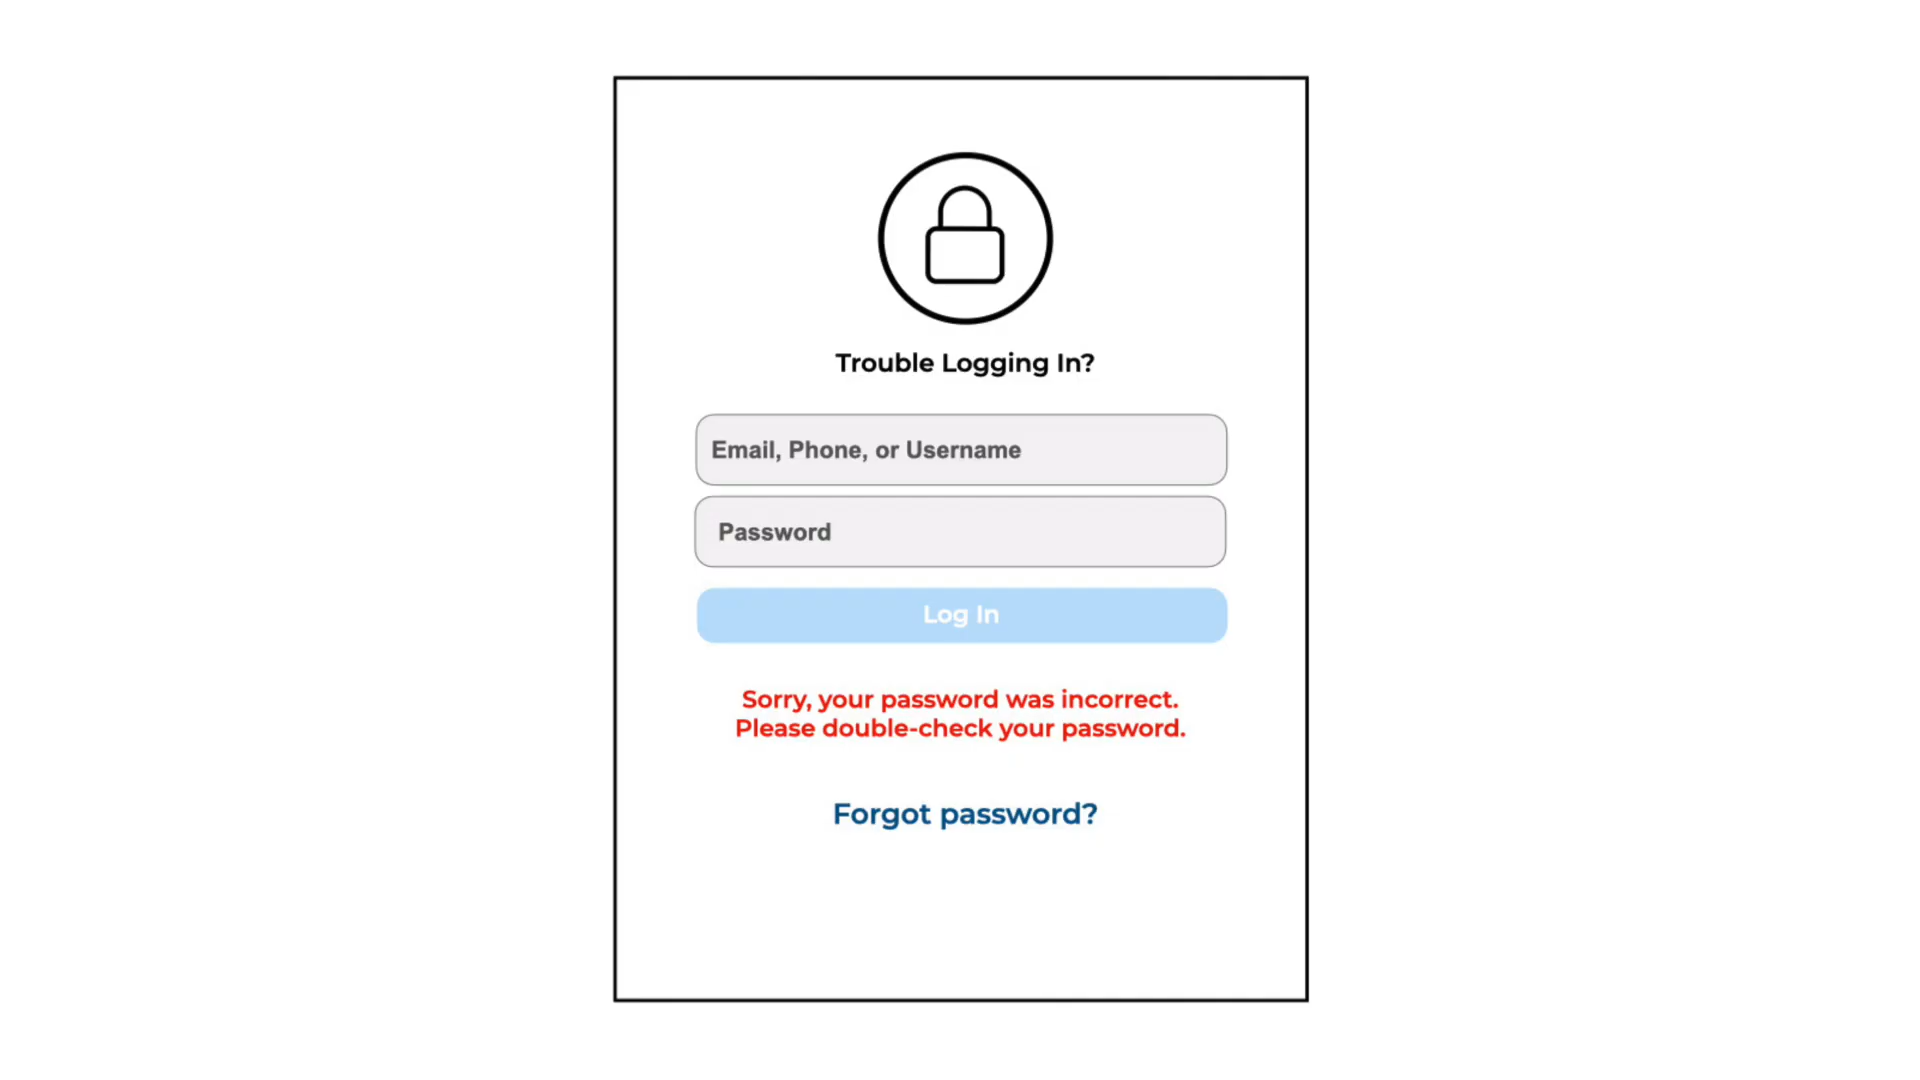 Trouble Logging In?
Email, Phone, or Username
Password
Log In
Sorry, your password was incorrect.
Please double-check your password.
Forgot password?